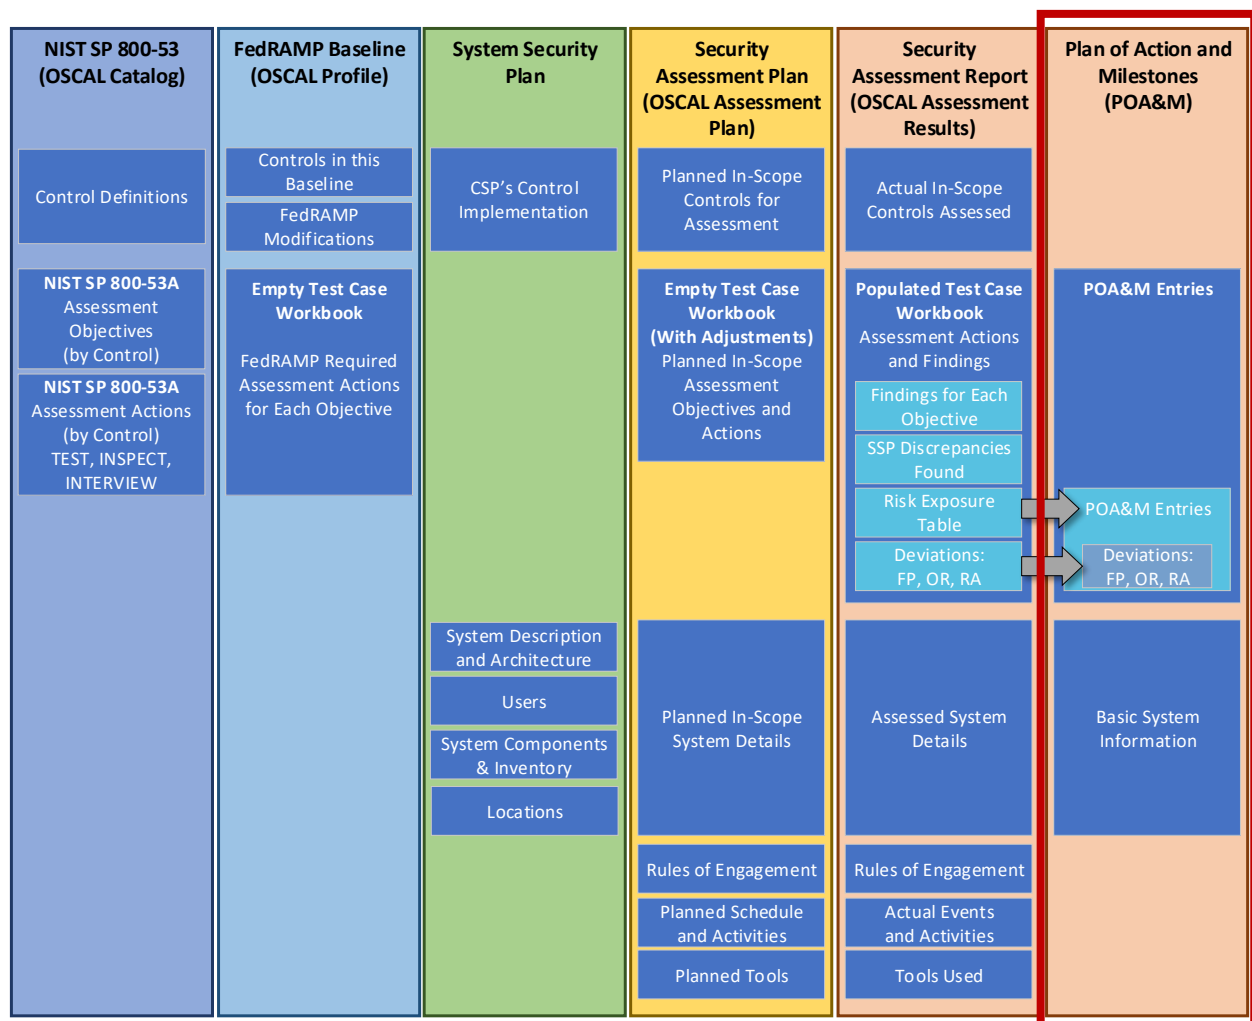 NIST SP 800-53
(OSCAL Catalog)
Control Definitions
NIST SP 800-53A
Assessment
Objectives
(by Control)
NIST SP 800-53A
Assessment Actions
(by Control)
TEST, INSPECT,
INTERVIEW
FedRAMP Baseline
(OSCAL Profile)
Controls in this
Baseline
FedRAMP
Modifications
Empty Test Case
Workbook
FedRAMP Required
Assessment Actions
for Each Objective
System Security
Plan
CSP’s Control
Implementation
System Description
and Architecture
Users
System Components
& Inventory
Locations
Security
Assessment Plan
(OSCAL Assessment
Plan)
Planned In-Scope
Controls for
Assessment
Empty Test Case
Workbook
(With Adjustments)
Planned In-Scope
Assessment
Objectives and
Actions
Planned In-Scope
System Details
Rules of Engagement
Planned Schedule
and Activities
Planned Tools
Security
Assessment Report
(OSCAL Assessment
Results)
Actual In-Scope
Controls Assessed
Populated Test Case
Workbook
Assessment Actions
and Findings
Findings for Each
Objective
SSP Discrepancies
Found
Risk Exposure
Table
Deviations:
FP, OR, RA
Assessed System
Details
Rules of Engagement
Actual Events
and Activities
Tools Used
Plan of Action and
Milestones
(POA&M)
POA&M Entries
POA&M Entries
Deviations:
FP, OR, RA
Basic System
Information